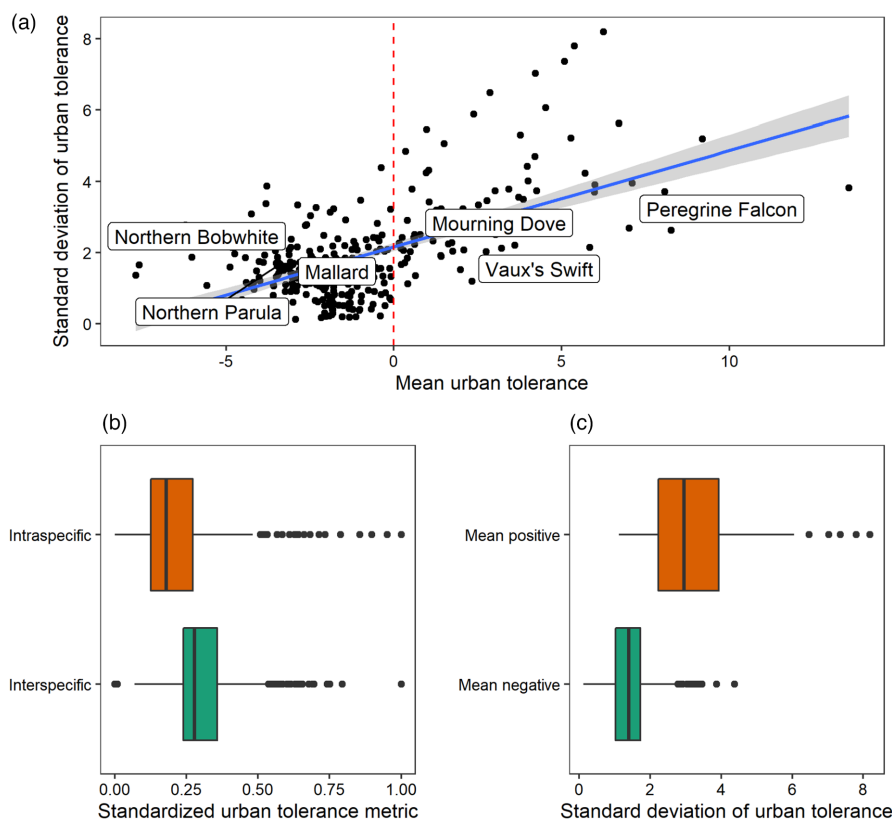 (a)
Standard deviation of urban tolerance
8
6
4
2
0
Northern Bobwhite
Mallard
Northern Parula
Mourning Dove
Vaux's Swift
Peregrine Falcon
-5 0 5 10
Mean urban tolerance
(b)
Intraspecific
Interspecific
0.00 0.25 0.50 0.75 1.00
Standardized urban tolerance metric
(c)
Mean positive
Mean negative
0 2 4 6 8
Standard deviation of urban tolerance